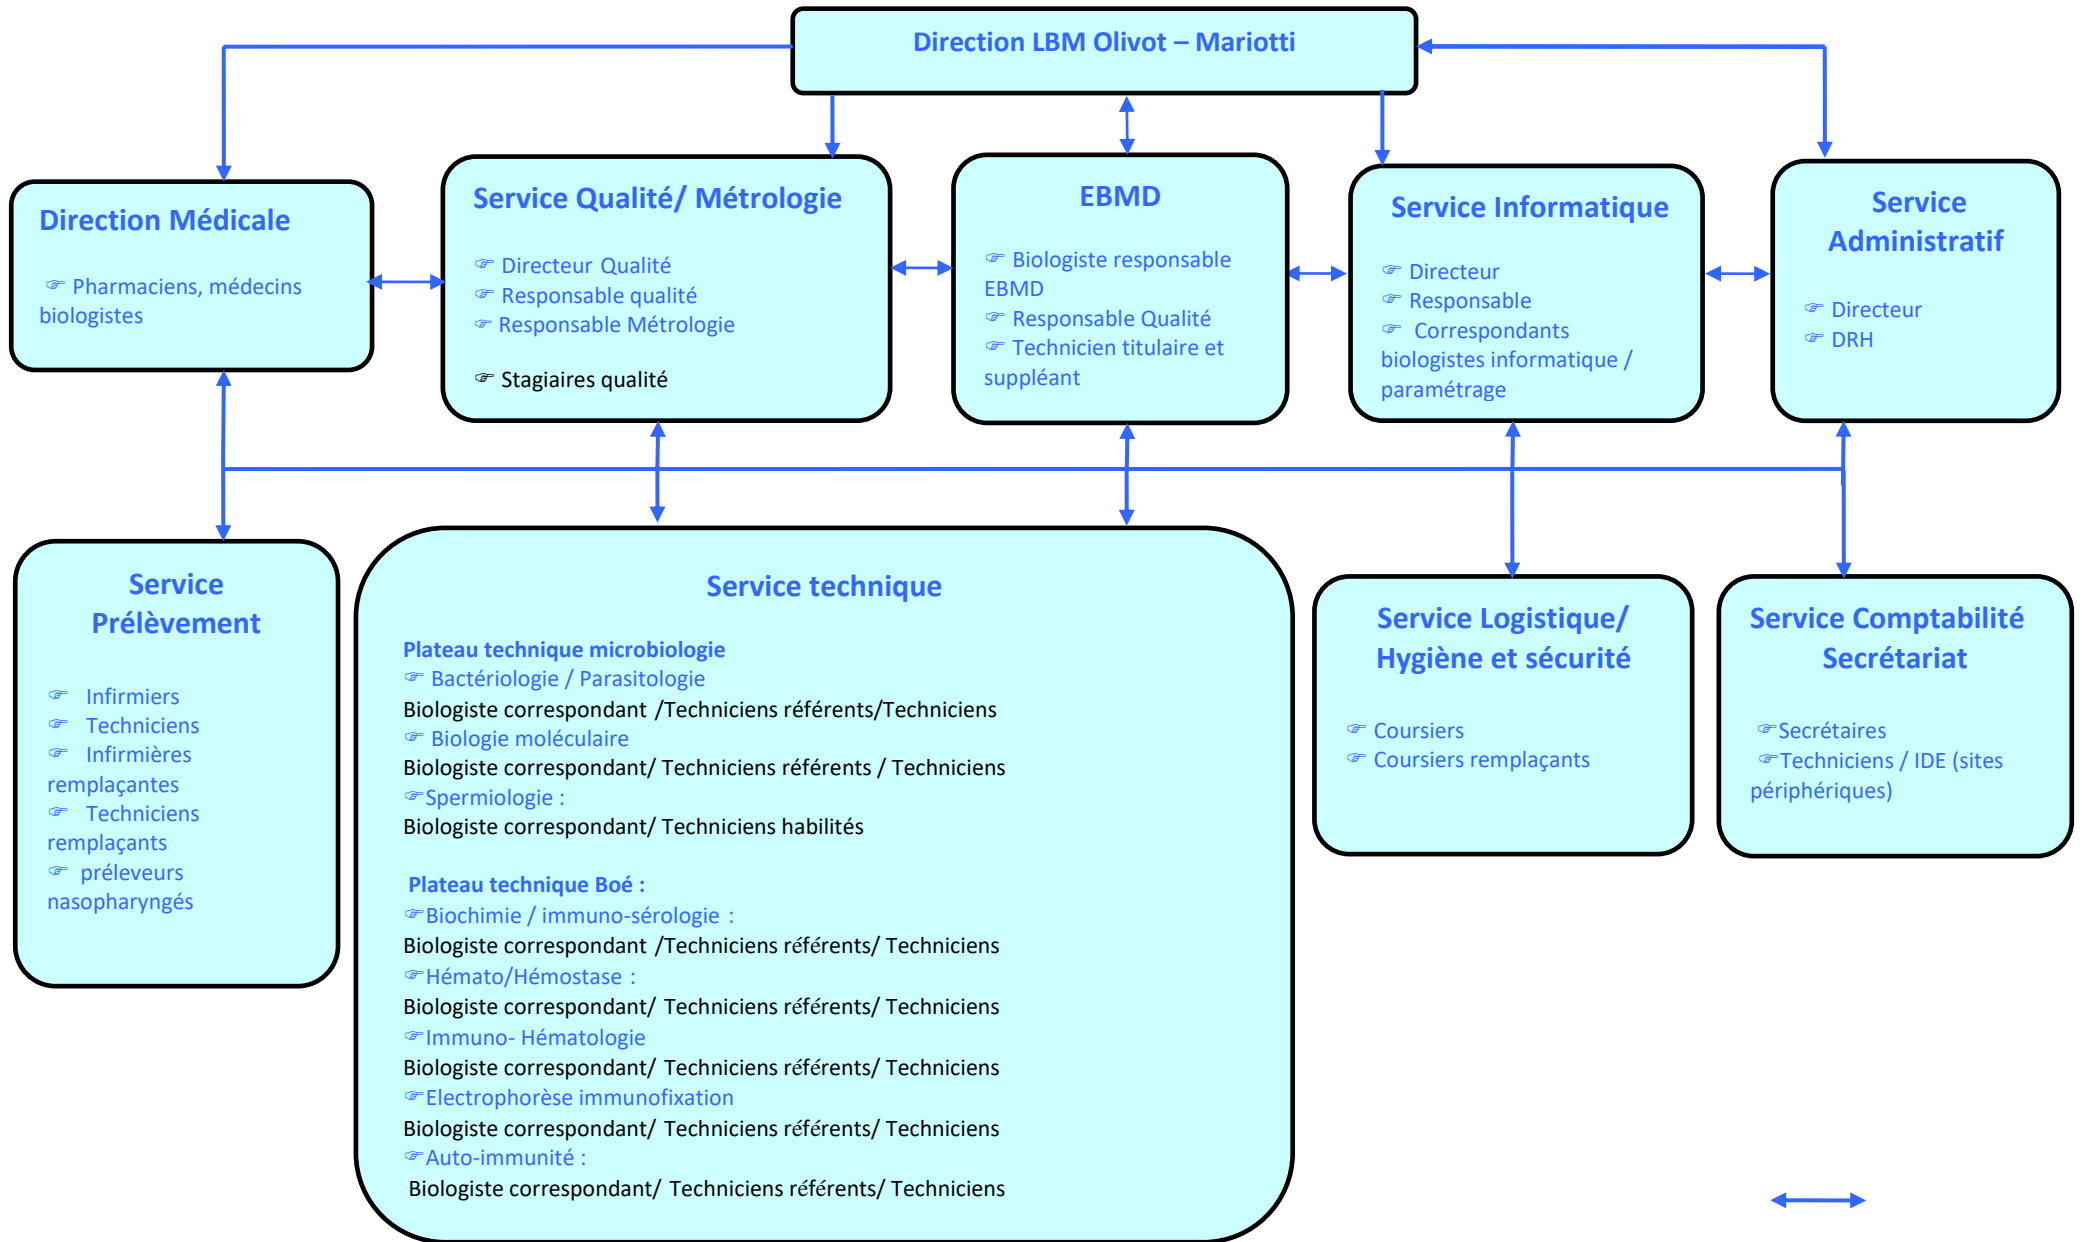 Direction LBM Olivot – Mariotti
Direction Médicale
☞ Pharmaciens, médecins
biologistes
Service Qualité/ Métrologie
☞ Directeur Qualité
☞ Responsable qualité
☞ Responsable Métrologie
☞ Stagiaires qualité
EBMD
☞ Biologiste responsable
EBMD
☞ Responsable Qualité
☞ Technicien titulaire et
suppléant
Service Informatique
☞ Directeur
☞ Responsable
☞ Correspondants
biologistes informatique /
paramétrage
Service
Administratif
☞ Directeur
☞ DRH
Service
Prélèvement
☞ Infirmiers
☞ Techniciens
☞ Infirmières
remplaçantes
☞ Techniciens
remplaçants
☞ préleveurs
nasopharyngés
Service technique
Plateau technique microbiologie
☞ Bactériologie / Parasitologie
Biologiste correspondant /Techniciens référents/Techniciens
☞ Biologie moléculaire
Biologiste correspondant/ Techniciens référents / Techniciens
☞Spermiologie :
Biologiste correspondant/ Techniciens habilités
Plateau technique Boé :
☞Biochimie / immuno-sérologie :
Biologiste correspondant /Techniciens référents/ Techniciens
☞Hémato/Hémostase :
Biologiste correspondant/ Techniciens référents/ Techniciens
☞Immuno- Hématologie
Biologiste correspondant/ Techniciens référents/ Techniciens
☞Electrophorèse immunofixation
Biologiste correspondant/ Techniciens référents/ Techniciens
☞Auto-immunité :
Biologiste correspondant/ Techniciens référents/ Techniciens
Service Logistique/
Hygiène et sécurité
☞ Coursiers
☞ Coursiers remplaçants
Service Comptabilité
Secrétariat
☞Secrétaires
☞Techniciens / IDE (sites
périphériques)